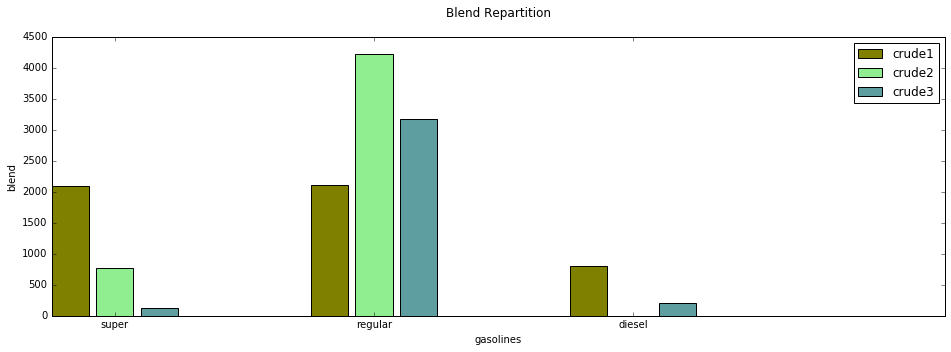 Blend Repartition
4500
4000
3500
3000
2500
2000
1500
1000
500
0
blend
crude1
crude2
crude3
super
regular
diesel
gasolines